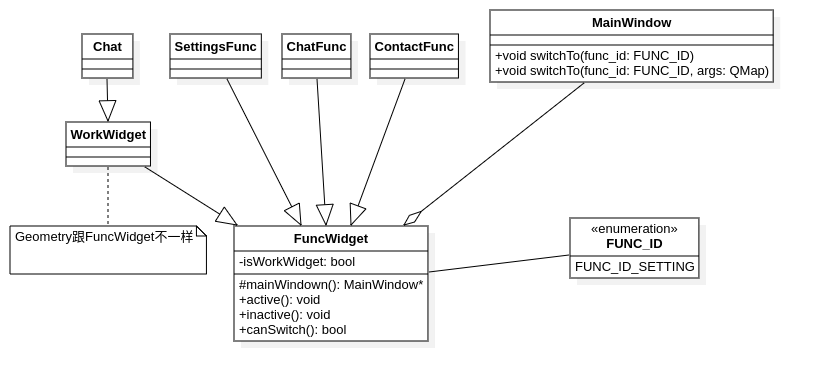 MainWindow
+void switchTo(func_id: FUNC_ID)
+void switchTo(func_id: FUNC_ID, args: QMap)
Chat
SettingsFunc
ChatFunc
ContactFunc
WorkWidget
Geometry跟FuncWidget不一样
FuncWidget
-isWorkWidget: bool
#mainWindown(): MainWindow*
+active(): void
+inactive(): void
+canSwitch(): bool
«enumeration»
FUNC_ID
FUNC_ID_SETTING